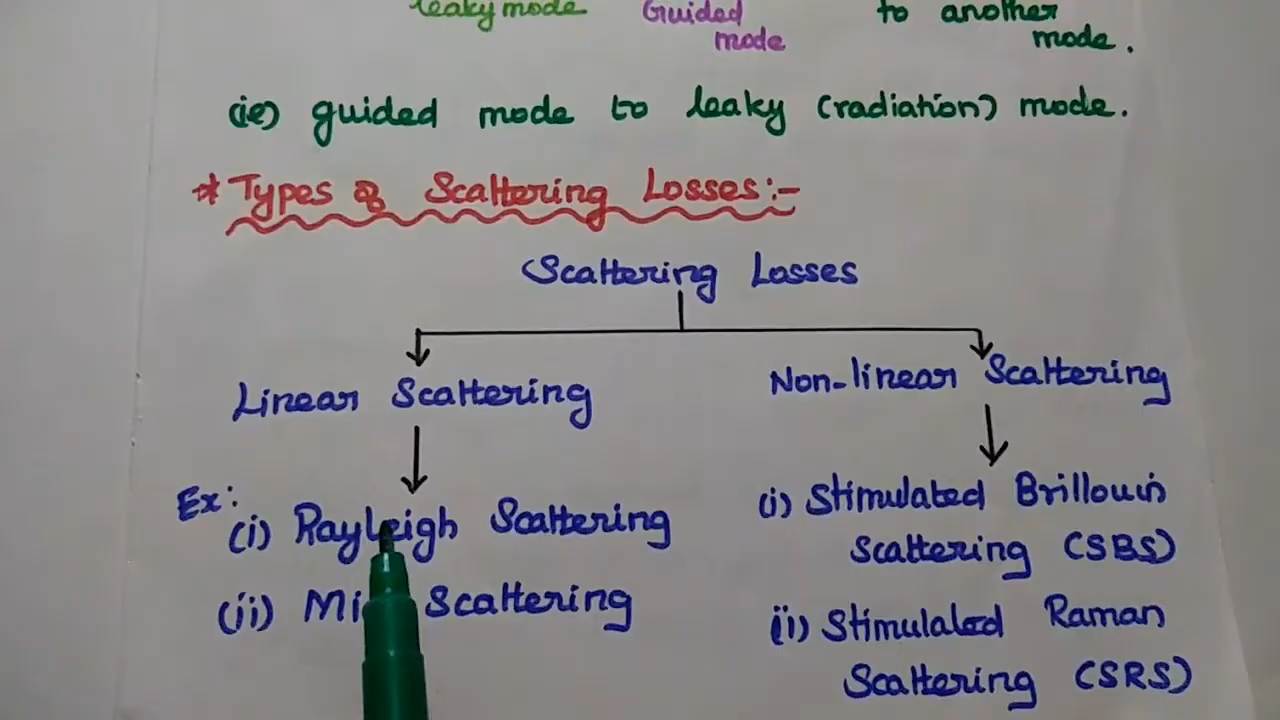 leaky mode Guided to another
mode mode.
(ie) guided mode to leaky (radiation) mode.
* Types of Scattering Losses:-
Scattering Losses
Linear Scattering
Non-linear Scattering
Ex:
(i) Rayleigh Scattering
(ii) Mi Scattering
(i) Stimulated Brillouin
Scattering (SBS)
(ii) Stimulated Raman
Scattering (SRS)